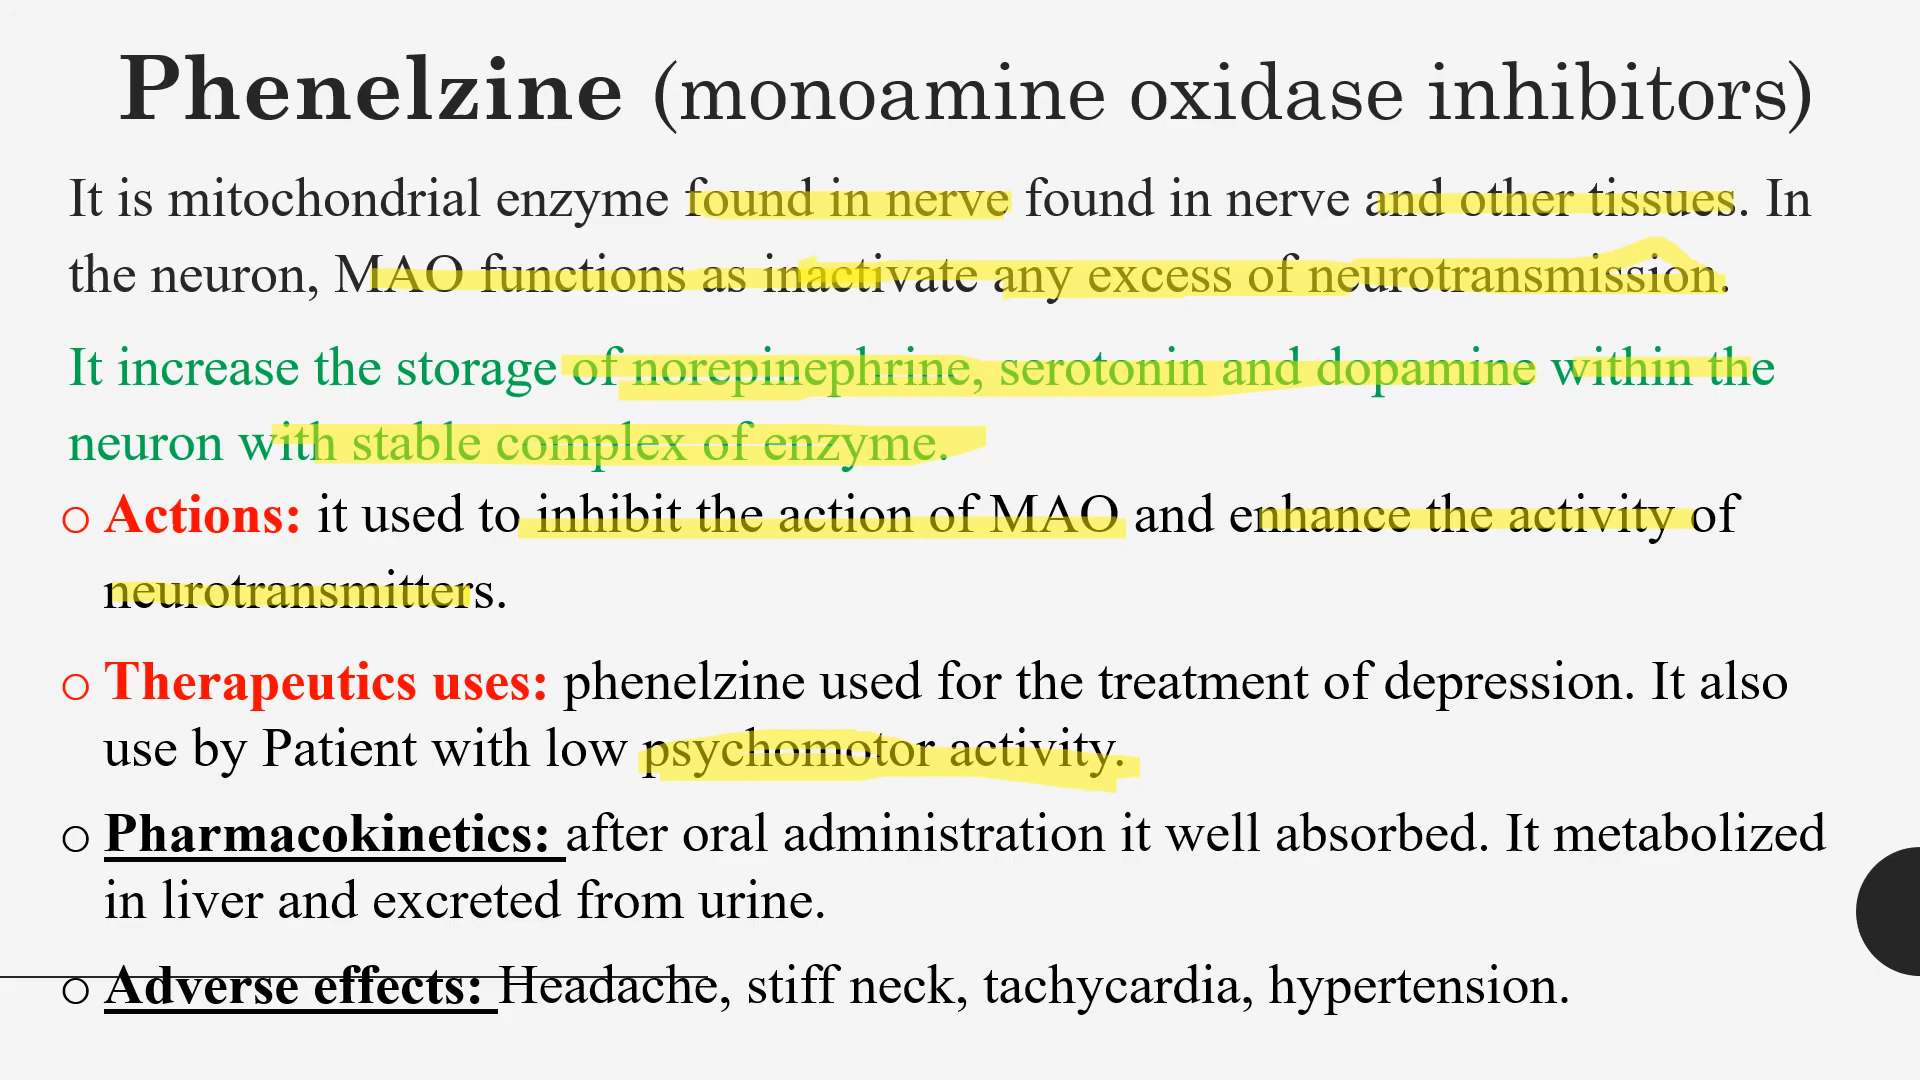 Phenelzine (monoamine oxidase inhibitors)
It is mitochondrial enzyme found in nerve found in nerve and other tissues. In
the neuron, MAO functions as inactivate any excess of neurotransmission.
It increase the storage of norepinephrine, serotonin and dopamine within the
neuron with stable complex of enzyme.
o Actions: it used to inhibit the action of MAO and enhance the activity of
neurotransmitters.
o Therapeutics uses: phenelzine used for the treatment of depression. It also
use by Patient with low psychomotor activity.
o Pharmacokinetics: after oral administration it well absorbed. It metabolized
in liver and excreted from urine.
o Adverse effects: Headache, stiff neck, tachycardia, hypertension.